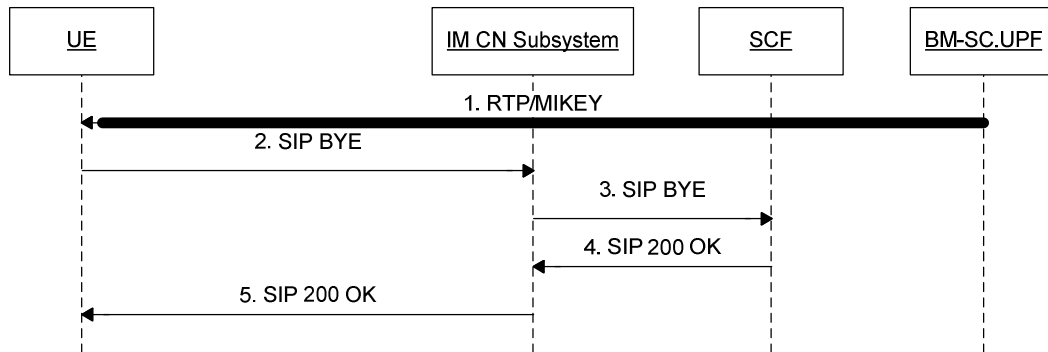 UE
IM CN Subsystem
SCF
BM-SC.UPF
1. RTP/MIKEY
2. SIP BYE
3. SIP BYE
4. SIP 200 OK
5. SIP 200 OK